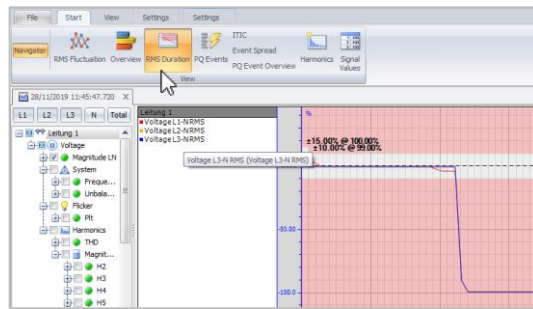 File Start View Settings Settings
Navigator RMS Fluctuation Overview RMS Duration PQ Events ITIC Event Spread PQ Event Overview Harmonics Signal Values
View
28/11/2019 11:45:47.720 X
L1 L2 L3 N Total
Leitung 1
Voltage
Magnitude LN
System
Freque...
Unbala...
Flicker
Plt
Harmonics
THD
Magnit...
H2
H3
H4
H5
Leitung 1
Voltage L1-NRMS
Voltage L2-NRMS
Voltage L3-NRMS
Voltage L3-N RMS (Voltage L3-N RMS)
%
±15.00% @ 100.00%
±10.00% @ 99.00%
-50.00
-100.0